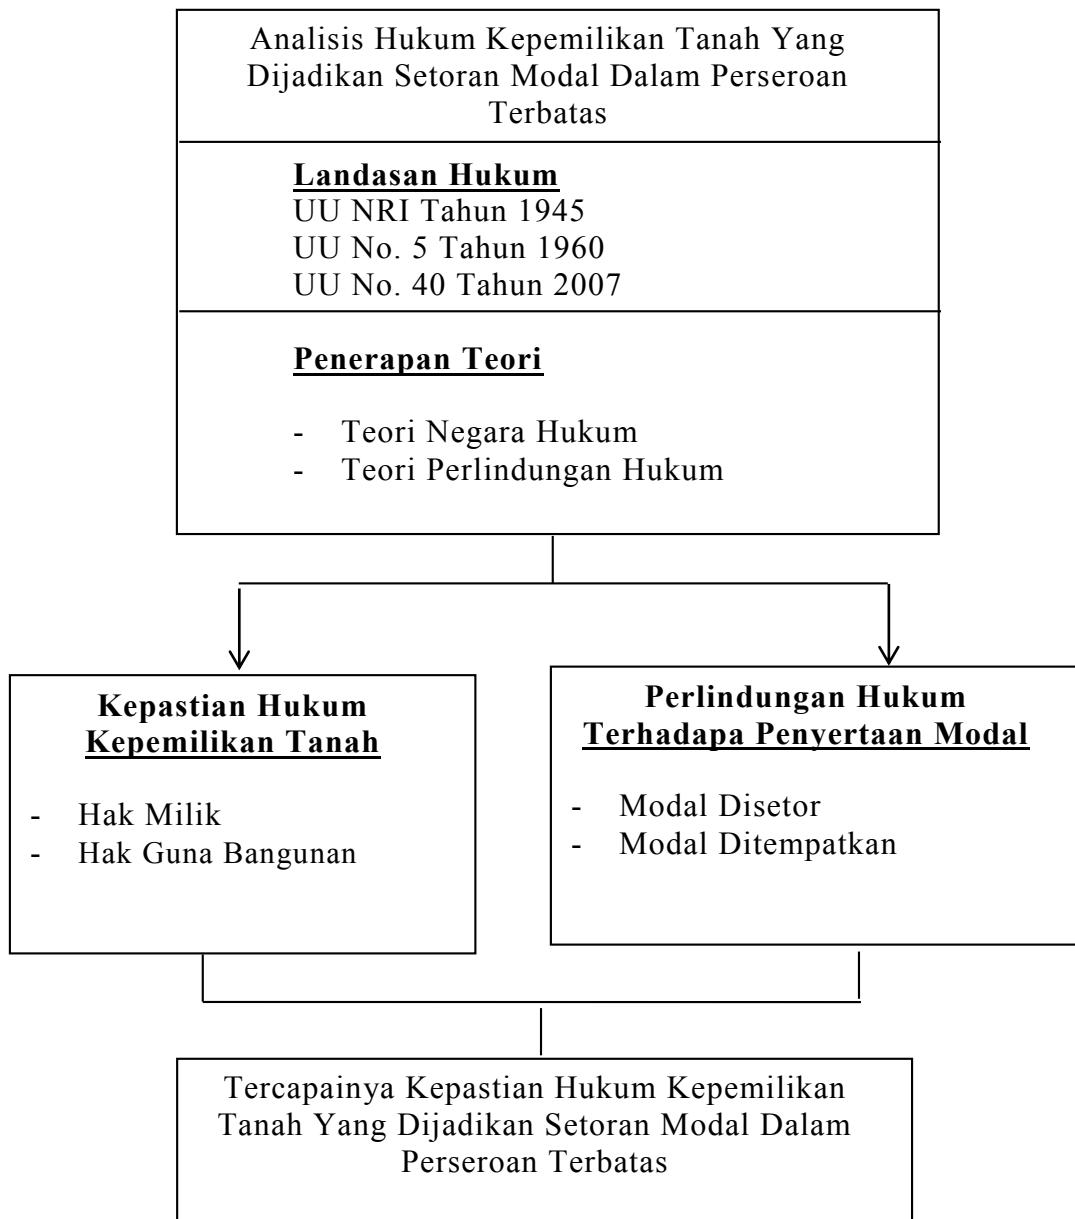 Analisis Hukum Kepemilikan Tanah Yang
Dijadikan Setoran Modal Dalam Perseroan
Terbatas
Landasan Hukum
UU NRI Tahun 1945
UU No. 5 Tahun 1960
UU No. 40 Tahun 2007
Penerapan Teori
- Teori Negara Hukum
- Teori Perlindungan Hukum
Kepastian Hukum
Kepemilikan Tanah
- Hak Milik
- Hak Guna Bangunan
Perlindungan Hukum
Terhadapa Penyertaan Modal
- Modal Disetor
- Modal Ditempatkan
Tercapainya Kepastian Hukum Kepemilikan
Tanah Yang Dijadikan Setoran Modal Dalam
Perseroan Terbatas